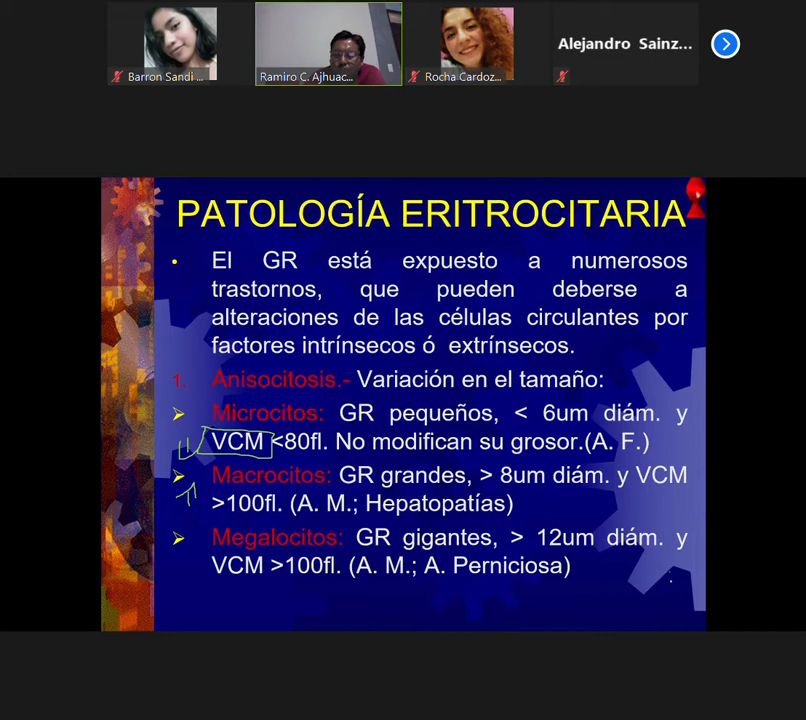 Barron Sandi ...
Ramiro C. Ajhuac...
Rocha Cardoz...
Alejandro Sainz...
PATOLOGÍA ERITROCITARIA
• El GR está expuesto a numerosos
trastornos, que pueden deberse a
alteraciones de las células circulantes por
factores intrínsecos ó extrínsecos.
1. Anisocitosis.- Variación en el tamaño:
Microcitos: GR pequeños, < 6um diám. y
VCM <80fl. No modifican su grosor.(A. F.)
Macrocitos: GR grandes, > 8um diám. y VCM
>100fl. (A. M.; Hepatopatías)
Megalocitos: GR gigantes, > 12um diám. y
VCM >100fl. (A. M.; A. Perniciosa)